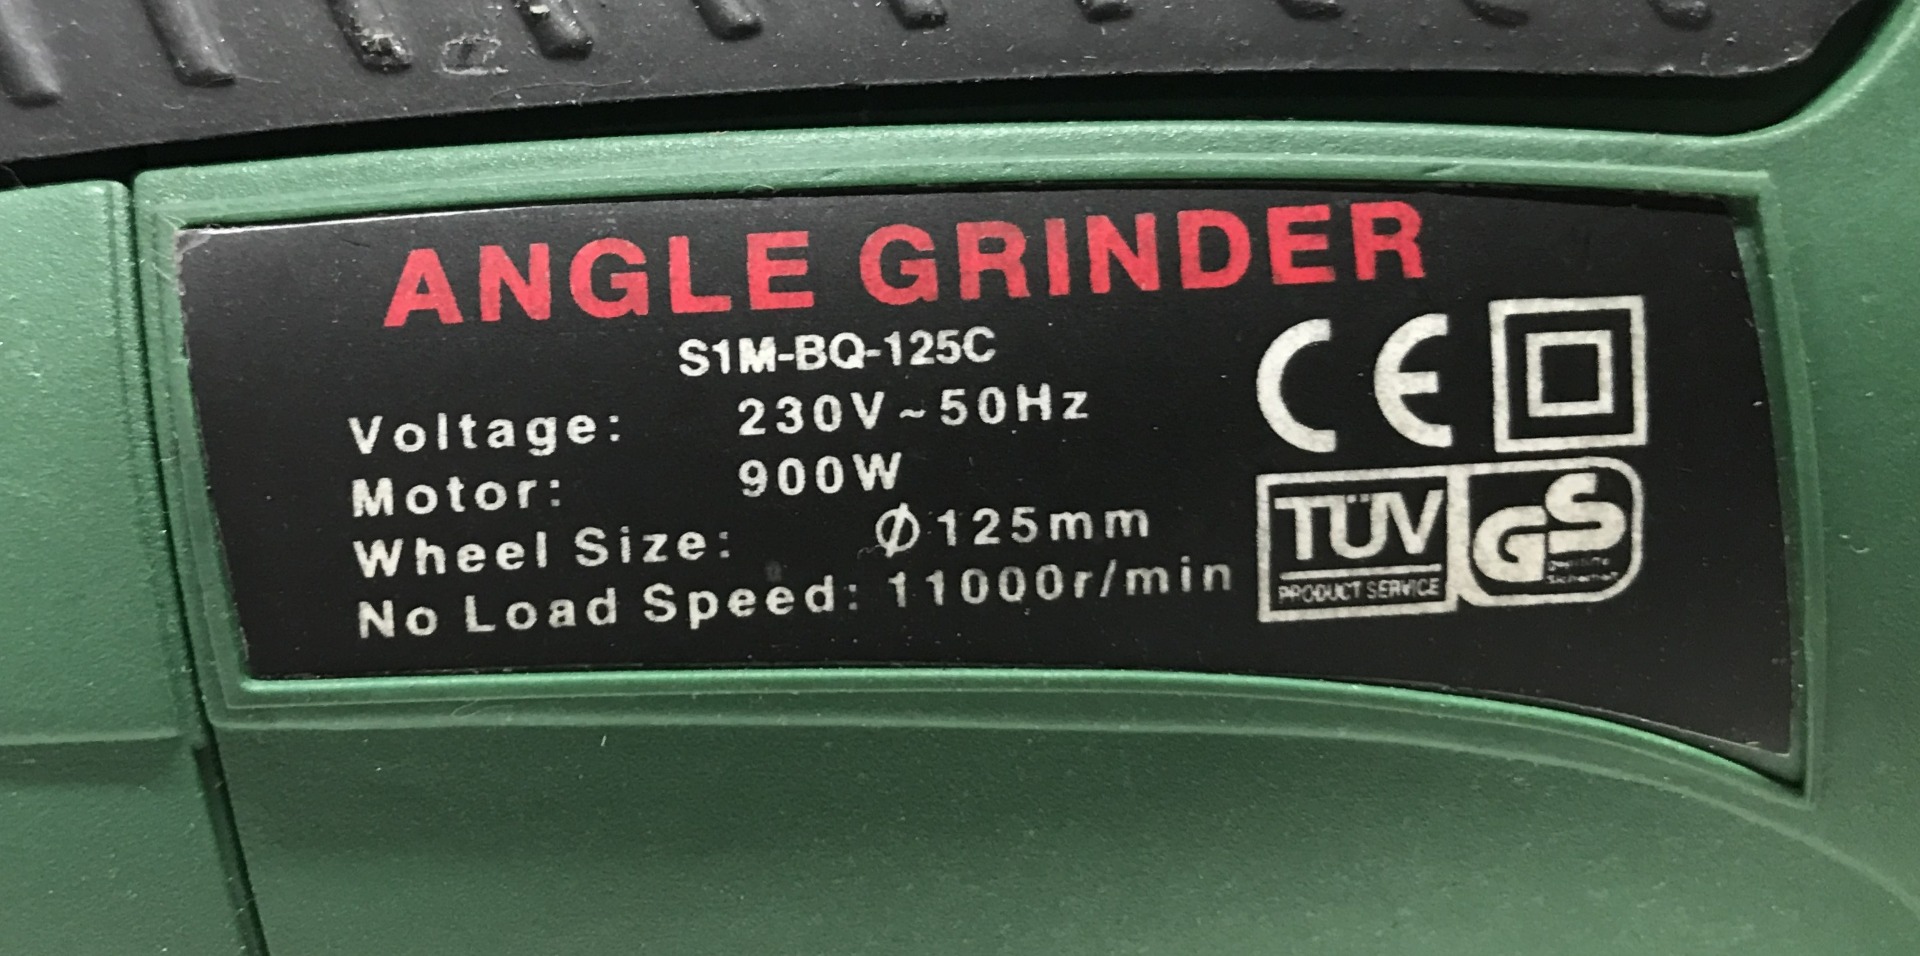 ANGLE GRINDER
S1M-BQ-125C
Voltage: 230V~50Hz
Motor: 900W
Wheel Size: Ø125mm
No Load Speed: 11000r/min
CE
TÜV
PRODUCT SERVICE
GS